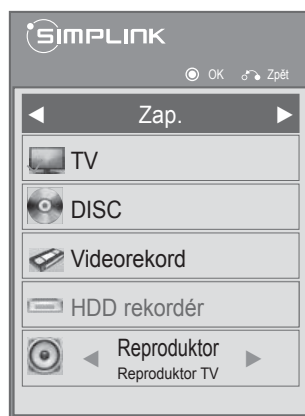 SIMPLINK
OK Zpět
Zap.
TV
DISC
Videorekord
HDD rekordér
Reproduktor
Reproduktor TV